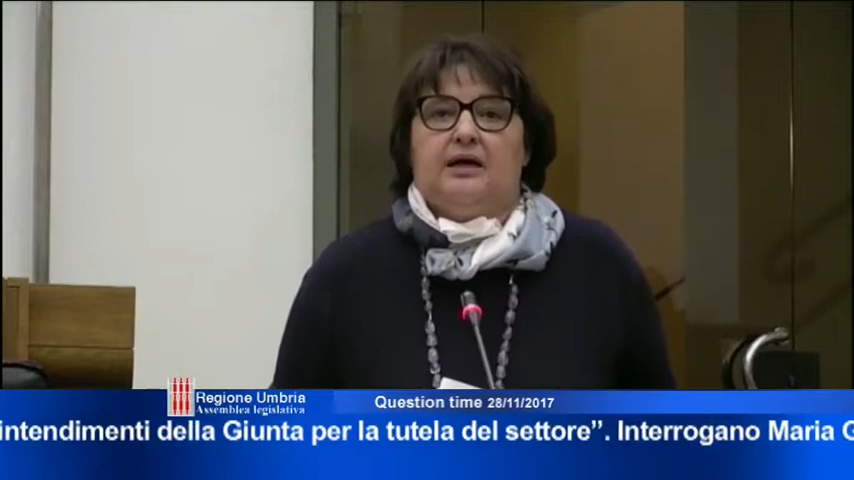 Regione Umbria
Assemblea legislativa
Question time 28/11/2017
intendimenti della Giunta per la tutela del settore”. Interrogano Maria G